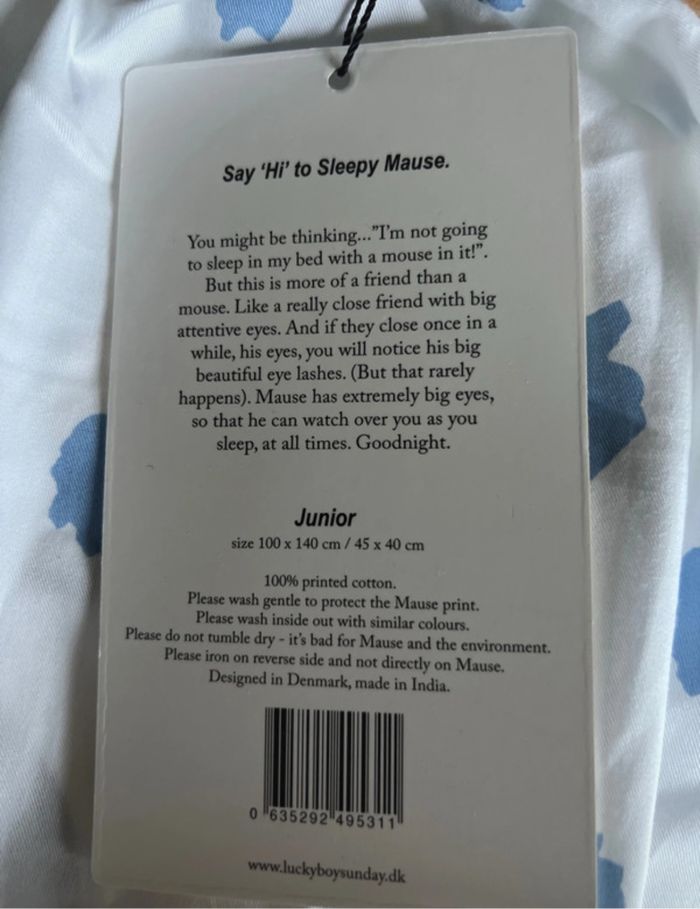 Say 'Hi' to Sleepy Mause.
You might be thinking..."I'm not going
to sleep in my bed with a mouse in it!".
But this is more of a friend than a
mouse. Like a really close friend with big
attentive eyes. And if they close once in a
while, his eyes, you will notice his big
beautiful eye lashes. (But that rarely
happens). Mause has extremely big eyes,
so that he can watch over you as you
sleep, at all times. Goodnight.
Junior
size 100 x 140 cm / 45 x 40 cm
100% printed cotton.
Please wash gentle to protect the Mause print.
Please wash inside out with similar colours.
Please do not tumble dry - it's bad for Mause and the environment.
Please iron on reverse side and not directly on Mause.
Designed in Denmark, made in India.
0 635292 495311
www.luckyboysunday.dk